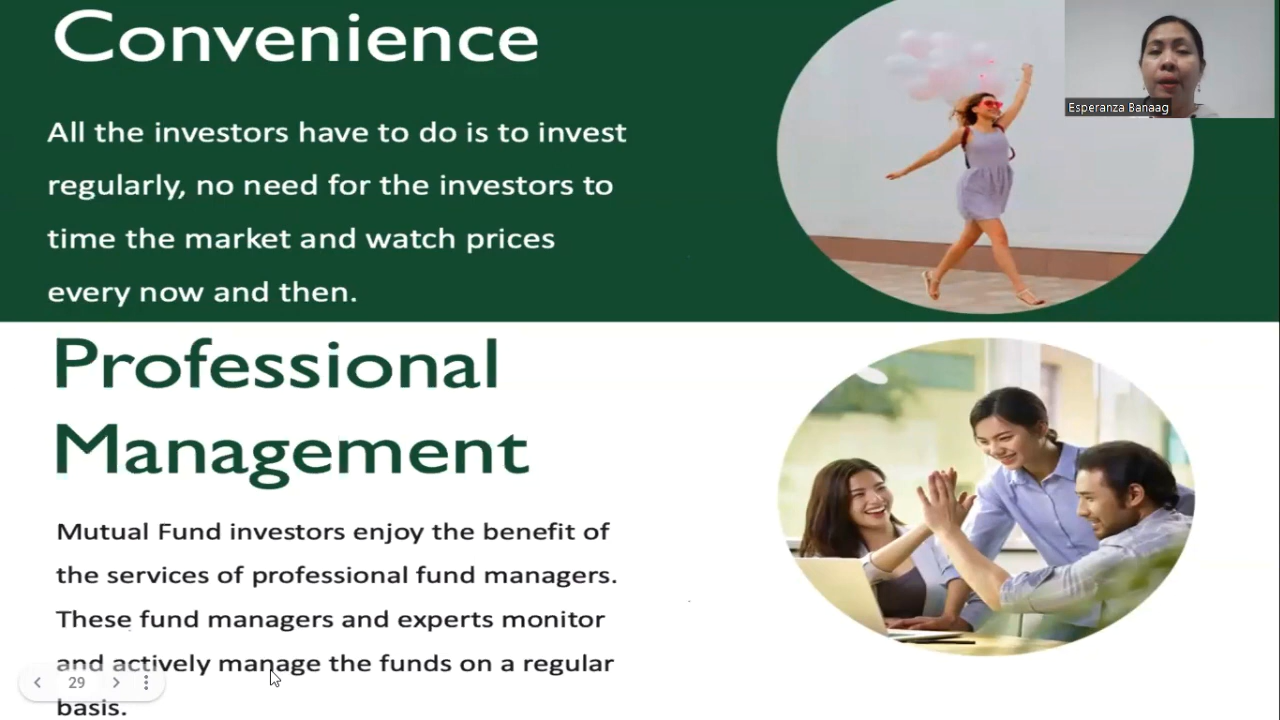 Convenience
All the investors have to do is to invest
regularly, no need for the investors to
time the market and watch prices
every now and then.
Esperanza Banaag
Professional
Management
Mutual Fund investors enjoy the benefit of
the services of professional fund managers.
These fund managers and experts monitor
and actively manage the funds on a regular
basis.
29